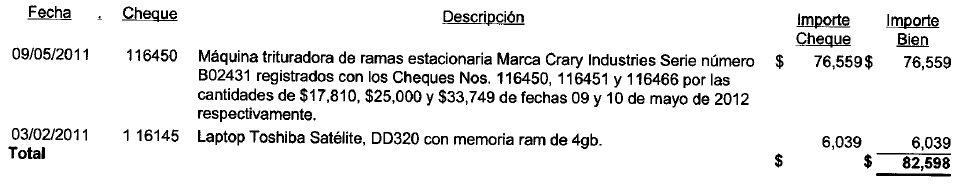 Fecha . Cheque Descripción Importe Cheque Importe Bien
09/05/2011 116450 Máquina trituradora de ramas estacionaria Marca Crary Industries Serie número $ 76,559 $ 76,559
B02431 registrados con los Cheques Nos. 116450, 116451 y 116466 por las
cantidades de $17,810, $25,000 y $33,749 de fechas 09 y 10 de mayo de 2012
respectivamente.
03/02/2011 1 16145 Laptop Toshiba Satélite, DD320 con memoria ram de 4gb. 6,039 6,039
Total $ $ 82,598